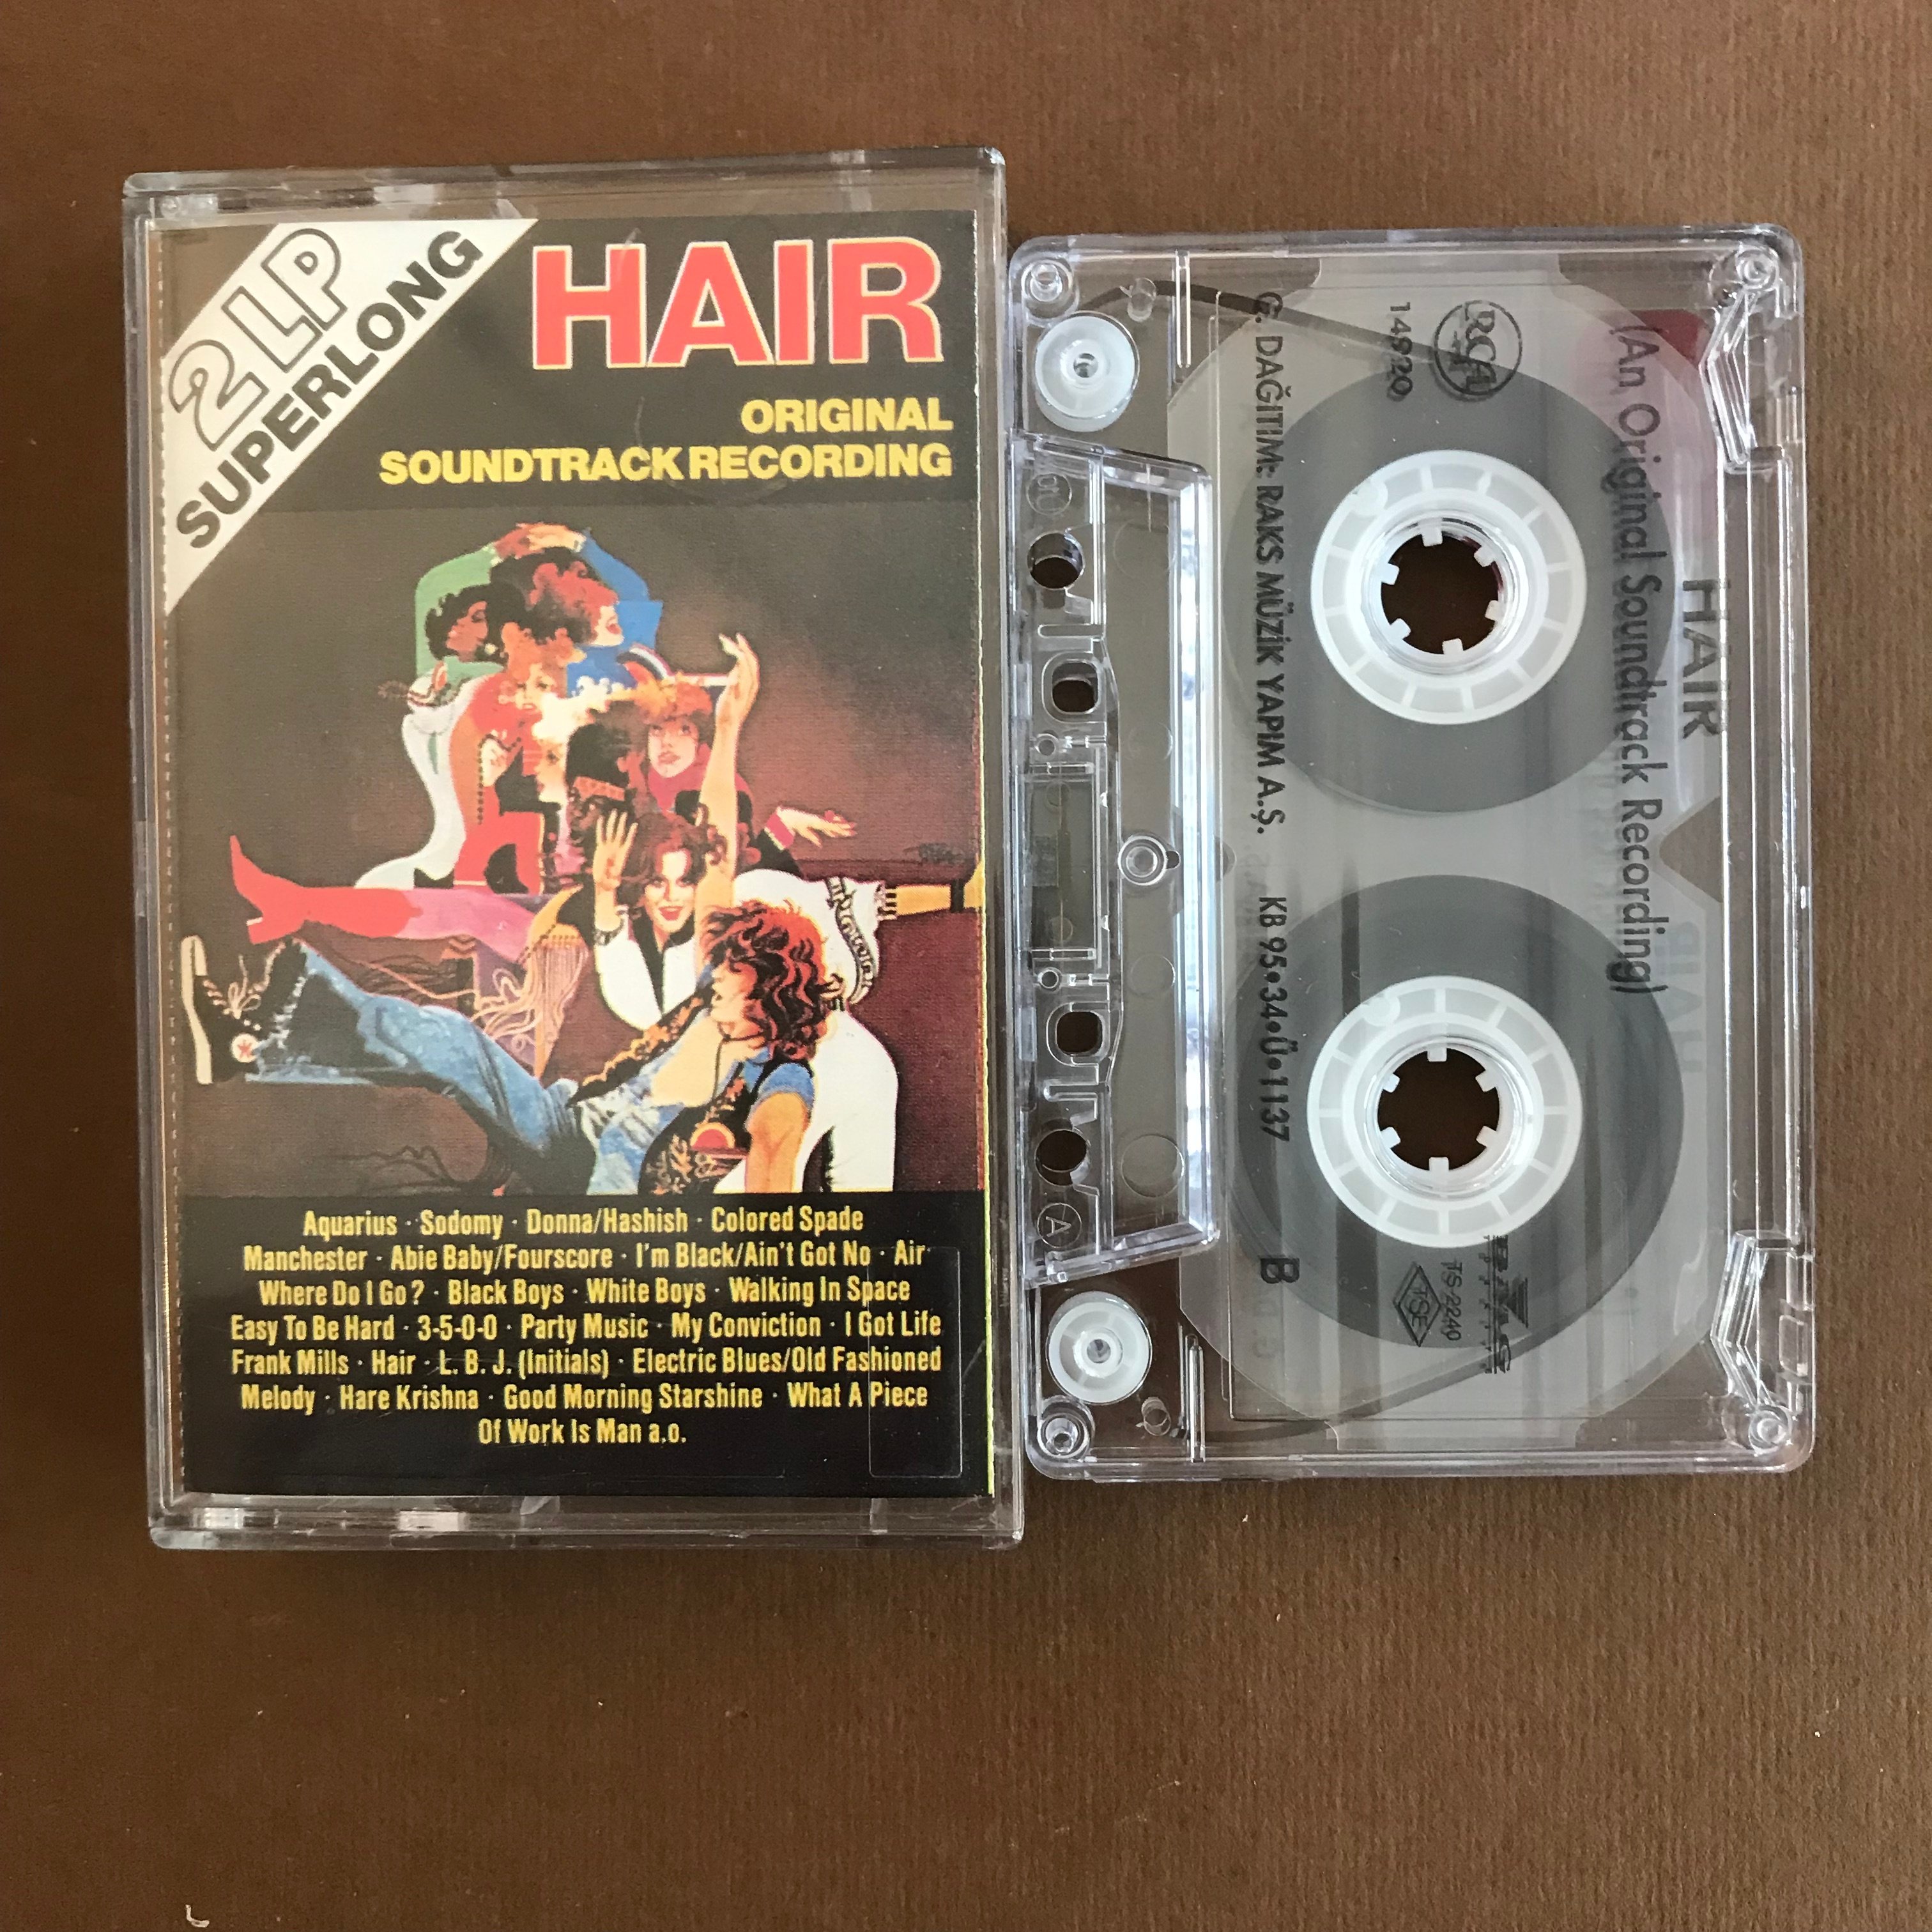 2 LP
SUPERLONG
HAIR
ORIGINAL
SOUNDTRACK RECORDING
Aquarius · Sodomy · Donna/Hashish · Colored Spade
Manchester · Abie Baby/Fourscore · I'm Black/Ain't Got No · Air
Where Do I Go? · Black Boys · White Boys · Walking In Space
Easy To Be Hard · 3-5-0-0 · Party Music · My Conviction · I Got Life
Frank Mills · Hair · L. B. J. (Initials) · Electric Blues/Old Fashioned
Melody · Hare Krishna · Good Morning Starshine · What A Piece
Of Work Is Man a.o.
HAIR
(An Original Soundtrack Recording)
RCA
14920
RAKS
TS 2240
TSE
G. DAĞITIM: RAKS MÜZİK YAPIM A.Ş. KB 95•34•Ü•1137
B
A